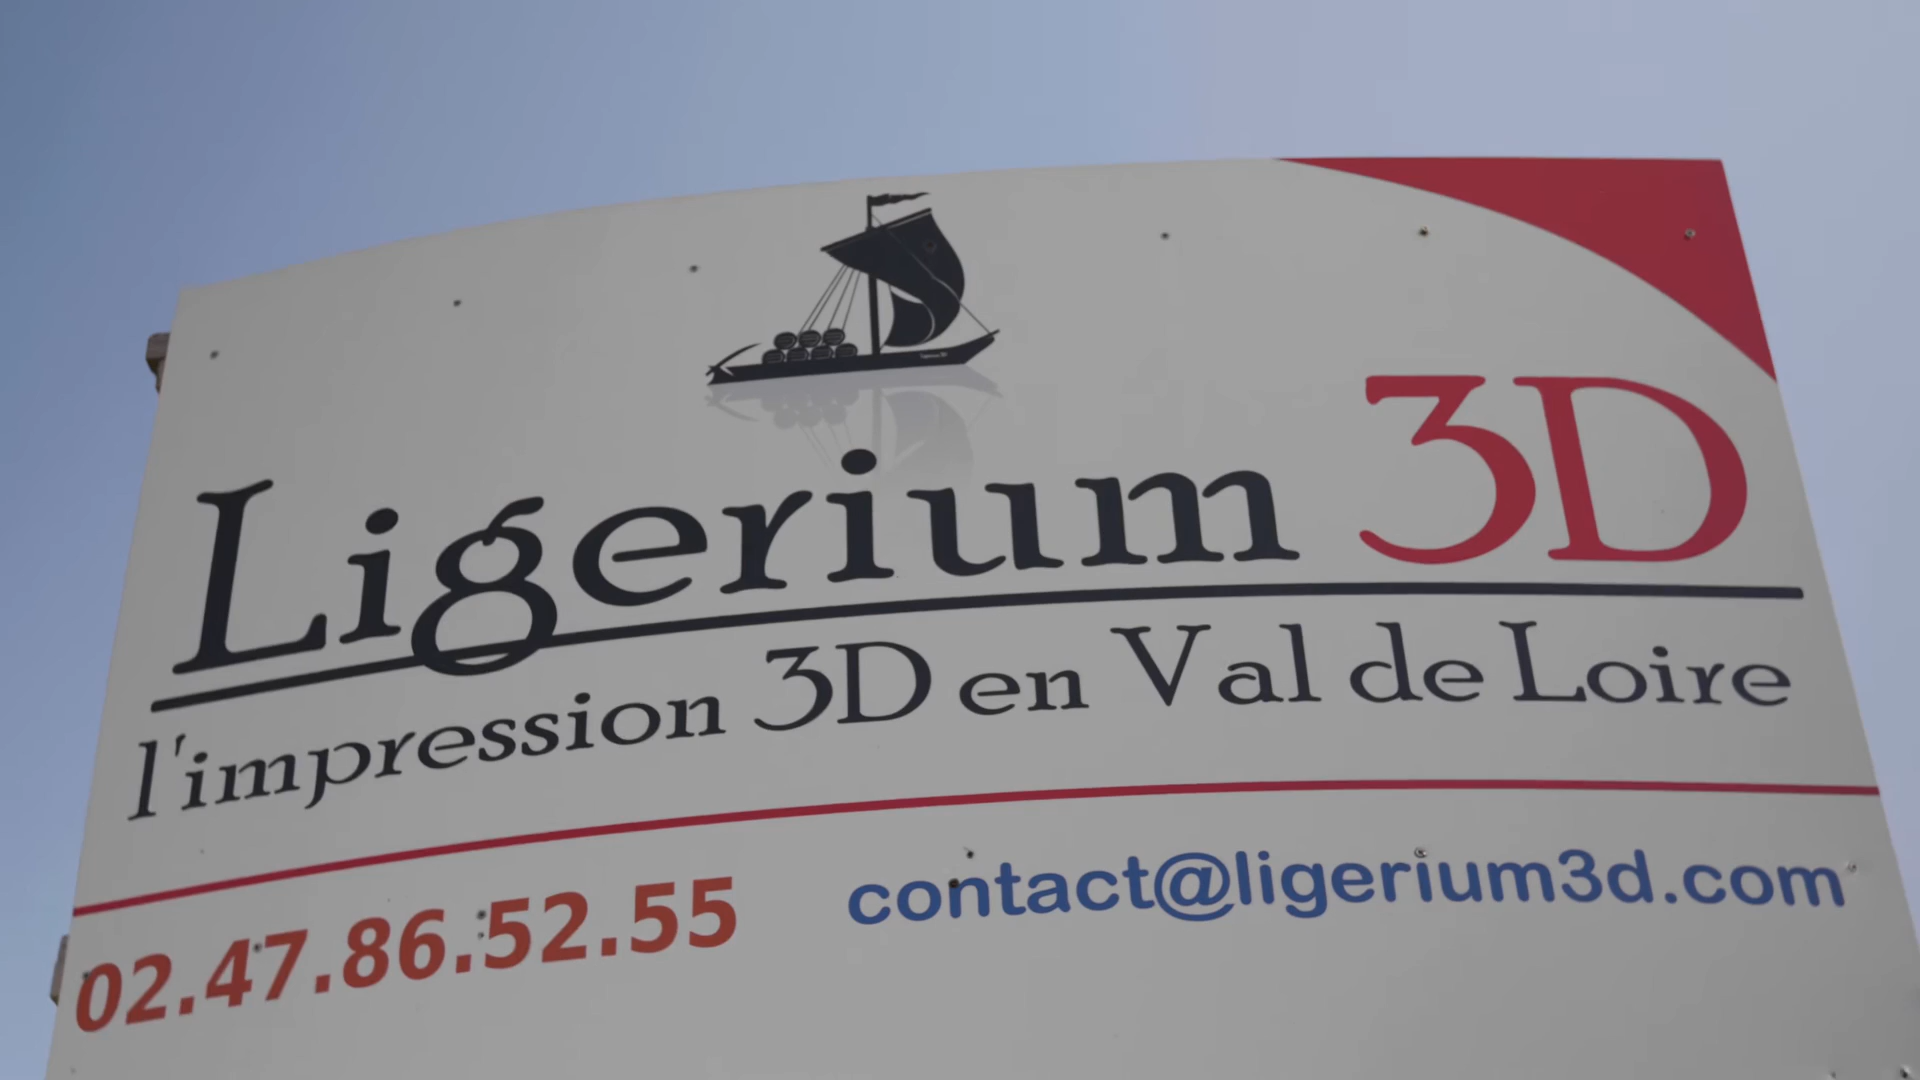 Ligerium 3D
l'impression 3D en Val de Loire
02.47.86.52.55
contact@ligerium3d.com